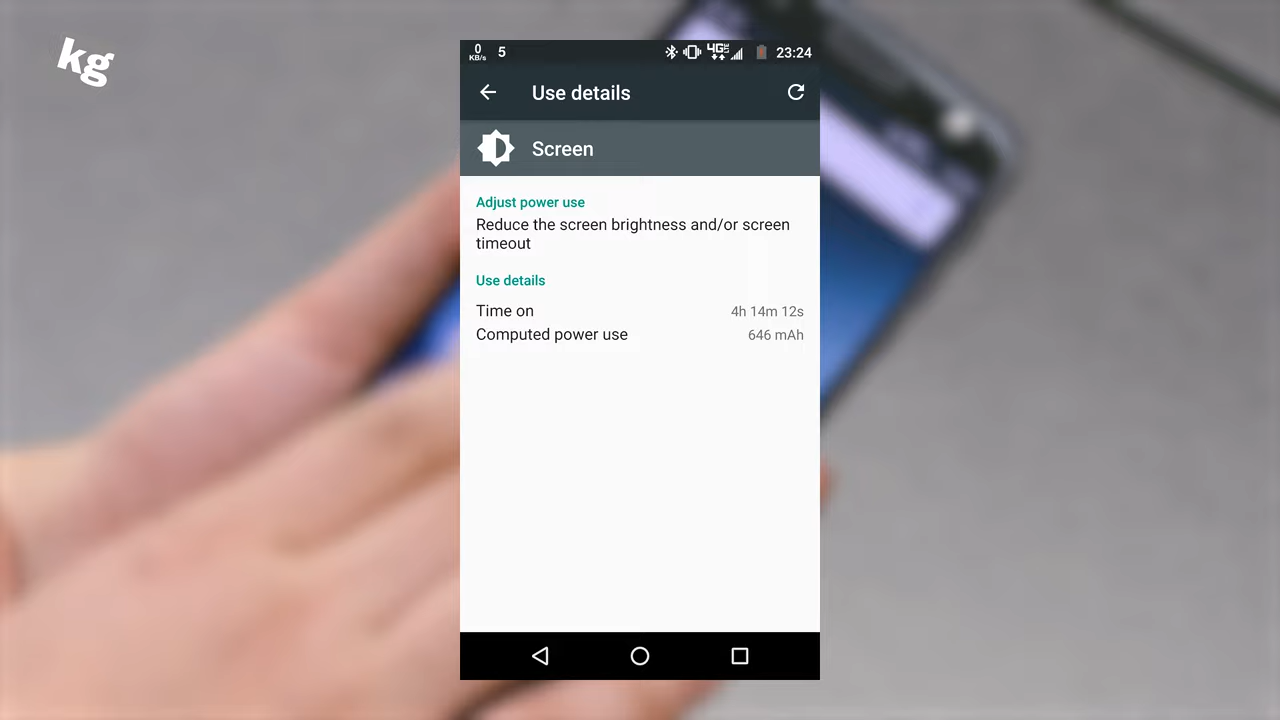 kg
0
KB/s
5
4G LTE
23:24
Use details
Screen
Adjust power use
Reduce the screen brightness and/or screen
timeout
Use details
Time on 4h 14m 12s
Computed power use 646 mAh